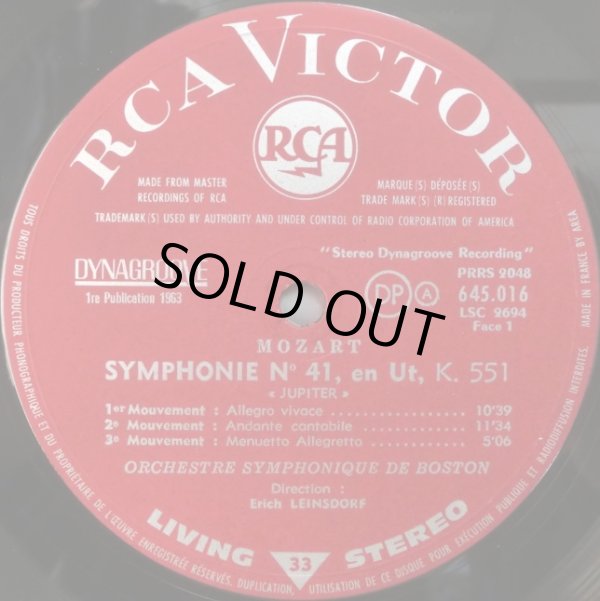 RCA VICTOR
RCA
MADE FROM MASTER
RECORDINGS OF RCA
MARQUE(S) DÉPOSÉE(S)
TRADE MARK(S) (R) REGISTERED
TRADEMARK(S) USED BY AUTHORITY AND UNDER CONTROL OF RADIO CORPORATION OF AMERICA
DYNAGROOVE
1re Publication 1963
"Stereo Dynagroove Recording"
PRRS 2048
DP A 645.016
LSC 2694
Face 1
SOLD OUT
MOZART
SYMPHONIE No 41, en Ut, K. 551
« JUPITER »
1er Mouvement : Allegro vivace .................. 10'39
2e Mouvement : Andante cantabile ............... 11'34
3e Mouvement : Menuetto Allegretto ............. 5'06
ORCHESTRE SYMPHONIQUE DE BOSTON
Direction :
Erich LEINSDORF
LIVING 33 STEREO
TOUS DROITS DU PRODUCTEUR PHONOGRAPHIQUE ET DU PROPRIÉTAIRE DE L'ŒUVRE ENREGISTRÉE RÉSERVÉS. DUPLICATION, UTILISATION DE CE DISQUE POUR EXÉCUTION PUBLIQUE ET RADIODIFFUSION INTERDITES.
MADE IN FRANCE BY AREA